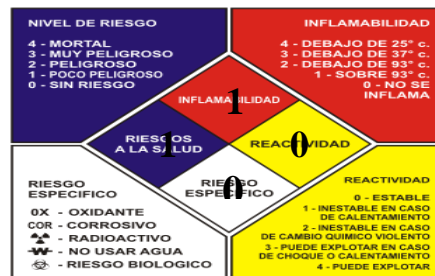 NIVEL DE RIESGO
4 - MORTAL
3 - MUY PELIGROSO
2 - PELIGROSO
1 - POCO PELIGROSO
0 - SIN RIESGO
INFLAMABILIDAD
4 - DEBAJO DE 25° c.
3 - DEBAJO DE 37° c.
2 - DEBAJO DE 93° c.
1 - SOBRE 93° c.
0 - NO SE
INFLAMA
INFLAMABILIDAD
1
RIESGOS
A LA SALUD
1
REACTIVIDAD
0
RIESGO
ESPECIFICO
0
RIESGO
ESPECIFICO
OX - OXIDANTE
COR - CORROSIVO
- RADIOACTIVO
W - NO USAR AGUA
- RIESGO BIOLOGICO
REACTIVIDAD
0 - ESTABLE
1 - INESTABLE EN CASO
DE CALENTAMIENTO
2 - INESTABLE EN CASO
DE CAMBIO QUIMICO VIOLENTO
3 - PUEDE EXPLOTAR EN CASO
DE CHOQUE O CALENTAMIENTO
4 - PUEDE EXPLOTAR